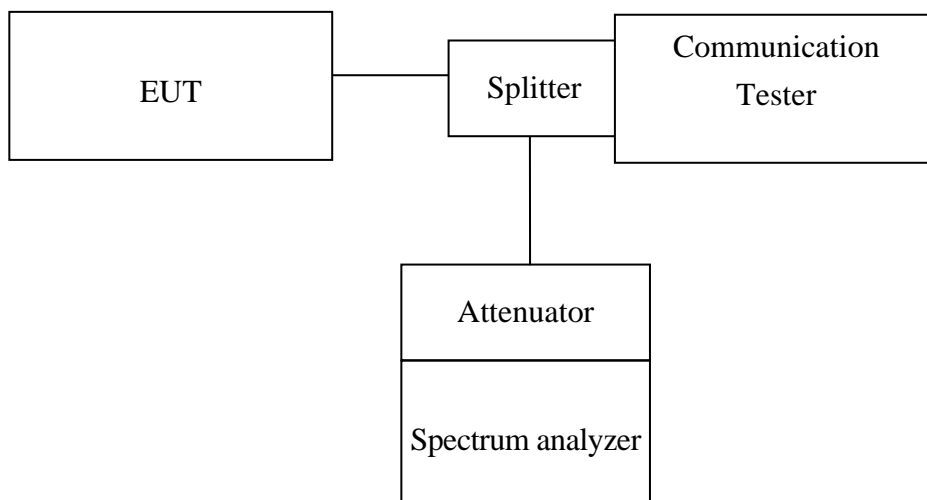 EUT
Splitter
Communication
Tester
Attenuator
Spectrum analyzer